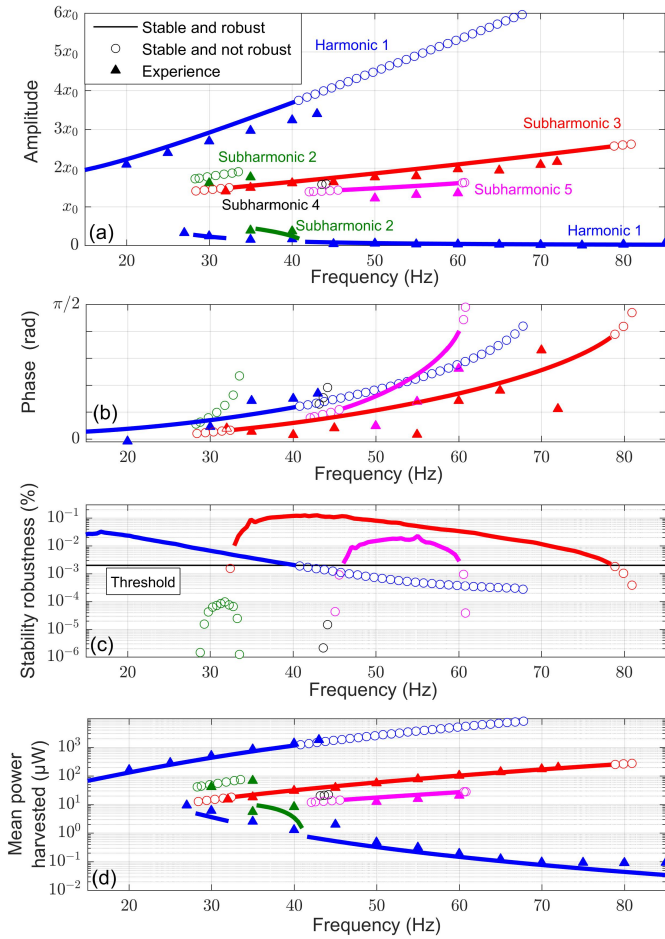 6x₀
5x₀
4x₀
3x₀
2x₀
x₀
0
Amplitude
Stable and robust
Stable and not robust
Experience
Harmonic 1
Subharmonic 3
Subharmonic 2
Subharmonic 5
Subharmonic 4
Subharmonic 2
Harmonic 1
(a)
20 30 40 50 60 70 80
Frequency (Hz)
π/2
0
Phase (rad)
(b)
20 30 40 50 60 70 80
Frequency (Hz)
10⁻¹
10⁻²
10⁻³
10⁻⁴
10⁻⁵
10⁻⁶
Stability robustness (%)
Threshold
(c)
20 30 40 50 60 70 80
Frequency (Hz)
10³
10²
10¹
10⁰
10⁻¹
10⁻²
Mean power
harvested (μW)
(d)
20 30 40 50 60 70 80
Frequency (Hz)